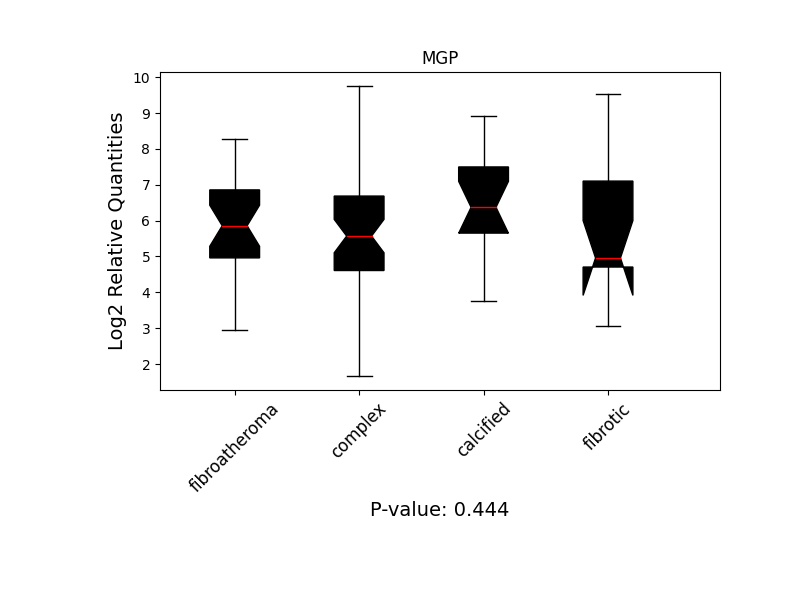 MGP
Log2 Relative Quantities
10
9
8
7
6
5
4
3
2
fibroatheroma
complex
calcified
fibrotic
P-value: 0.444